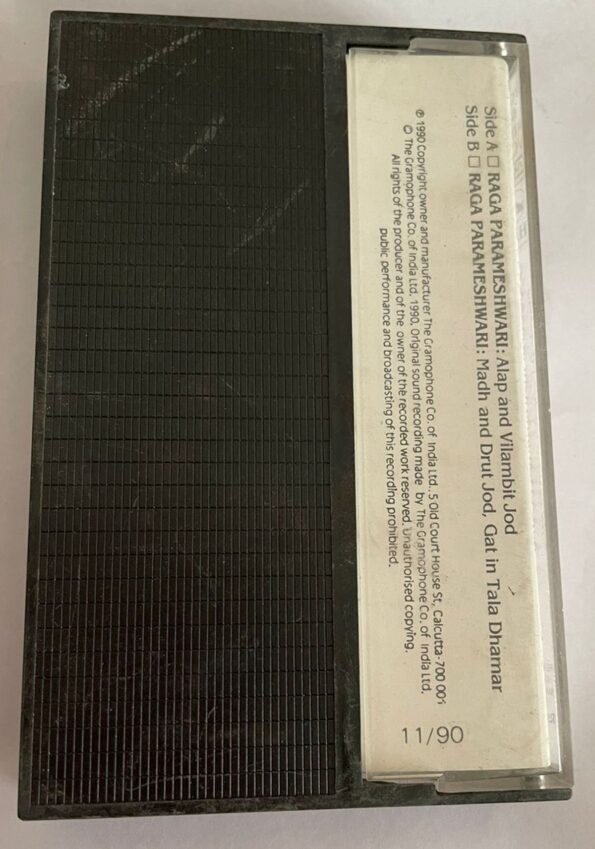 Side A □ RAGA PARAMESHWARI: Alap and Vilambit Jod
Side B □ RAGA PARAMESHWARI: Madh and Drut Jod, Gat in Tala Dhamar
℗ 1990 Copyright owner and manufacturer The Gramophone Co. of India Ltd., 5 Old Court House St., Calcutta-700 001
© The Gramophone Co. of India Ltd. 1990, Original sound recording made by The Gramophone Co. of India Ltd.
All rights of the producer and of the owner of the recorded work reserved. Unauthorised copying,
public performance and broadcasting of this recording prohibited.
11/90